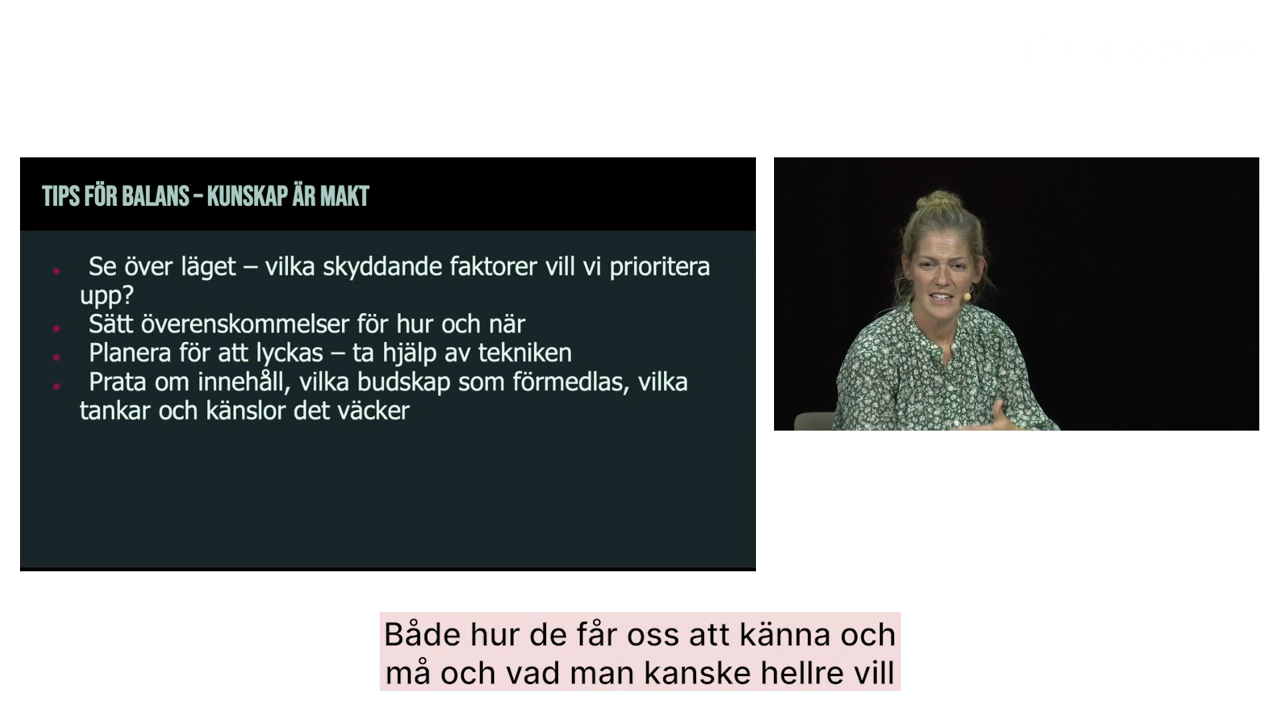 TIPS FÖR BALANS – KUNSKAP ÄR MAKT
Se över läget – vilka skyddande faktorer vill vi prioritera
upp?
Sätt överenskommelser för hur och när
Planera för att lyckas – ta hjälp av tekniken
Prata om innehåll, vilka budskap som förmedlas, vilka
tankar och känslor det väcker
Både hur de får oss att känna och
må och vad man kanske hellre vill